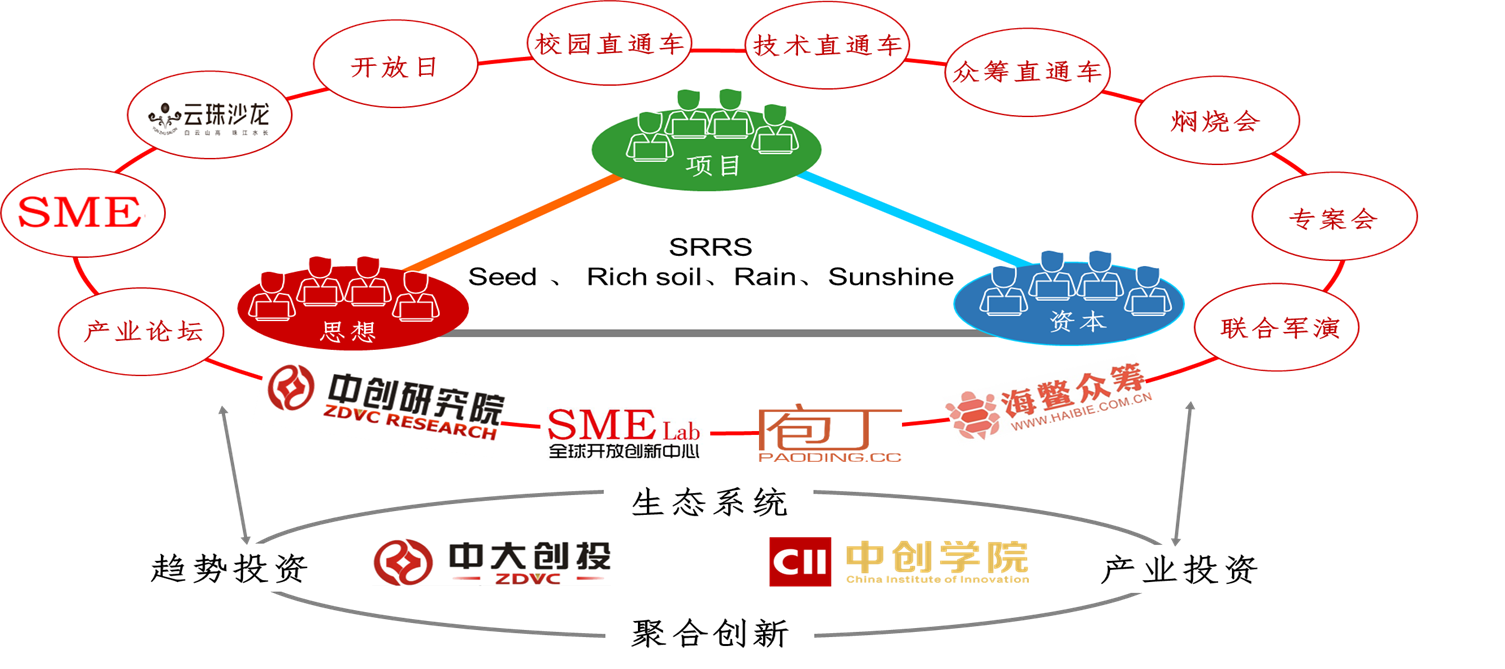 校园直通车
技术直通车
开放日
众筹直通车
云珠沙龙
白云山高 珠江水长
焖烧会
项目
SME
专案会
SRRS
Seed 、 Rich soil、Rain、Sunshine
产业论坛
思想
资本
联合军演
中创研究院
ZDVC RESEARCH
SME Lab
全球开放创新中心
庖丁
PAODING.CC
海鳖众筹
WWW.HAIBIE.COM.CN
生态系统
趋势投资
中大创投
ZDVC
CII 中创学院
China Institute of Innovation
产业投资
聚合创新